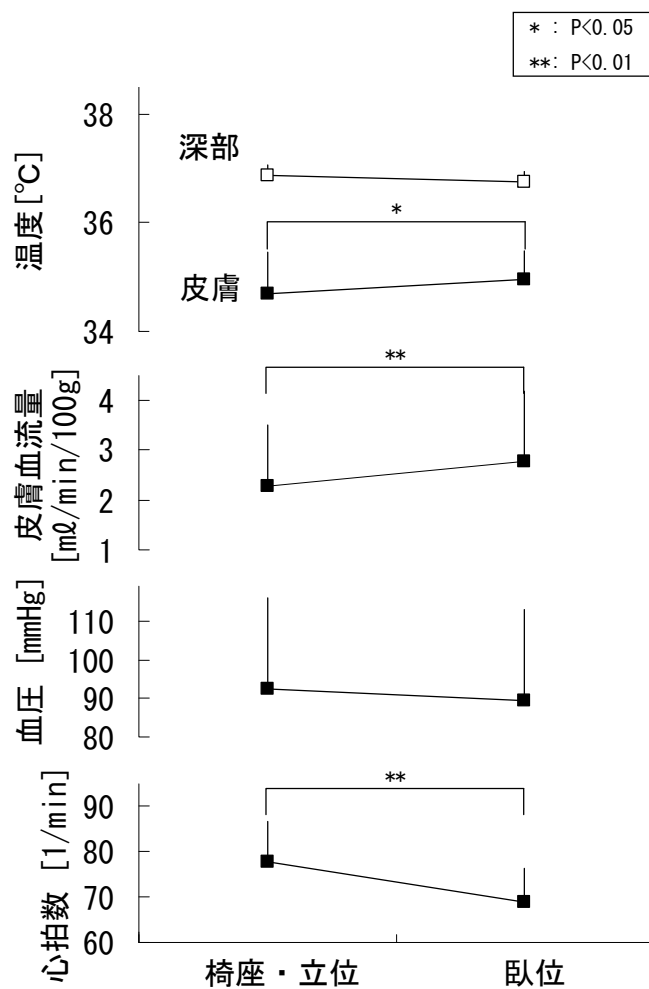 * : P<0.05
**: P<0.01
温度[℃]
38
36
34
深部
*
皮膚
皮膚血流量
[mℓ/min/100g]
4
3
2
1
**
血圧 [mmHg]
110
100
90
80
心拍数 [1/min]
90
80
70
60
**
椅座・立位
臥位